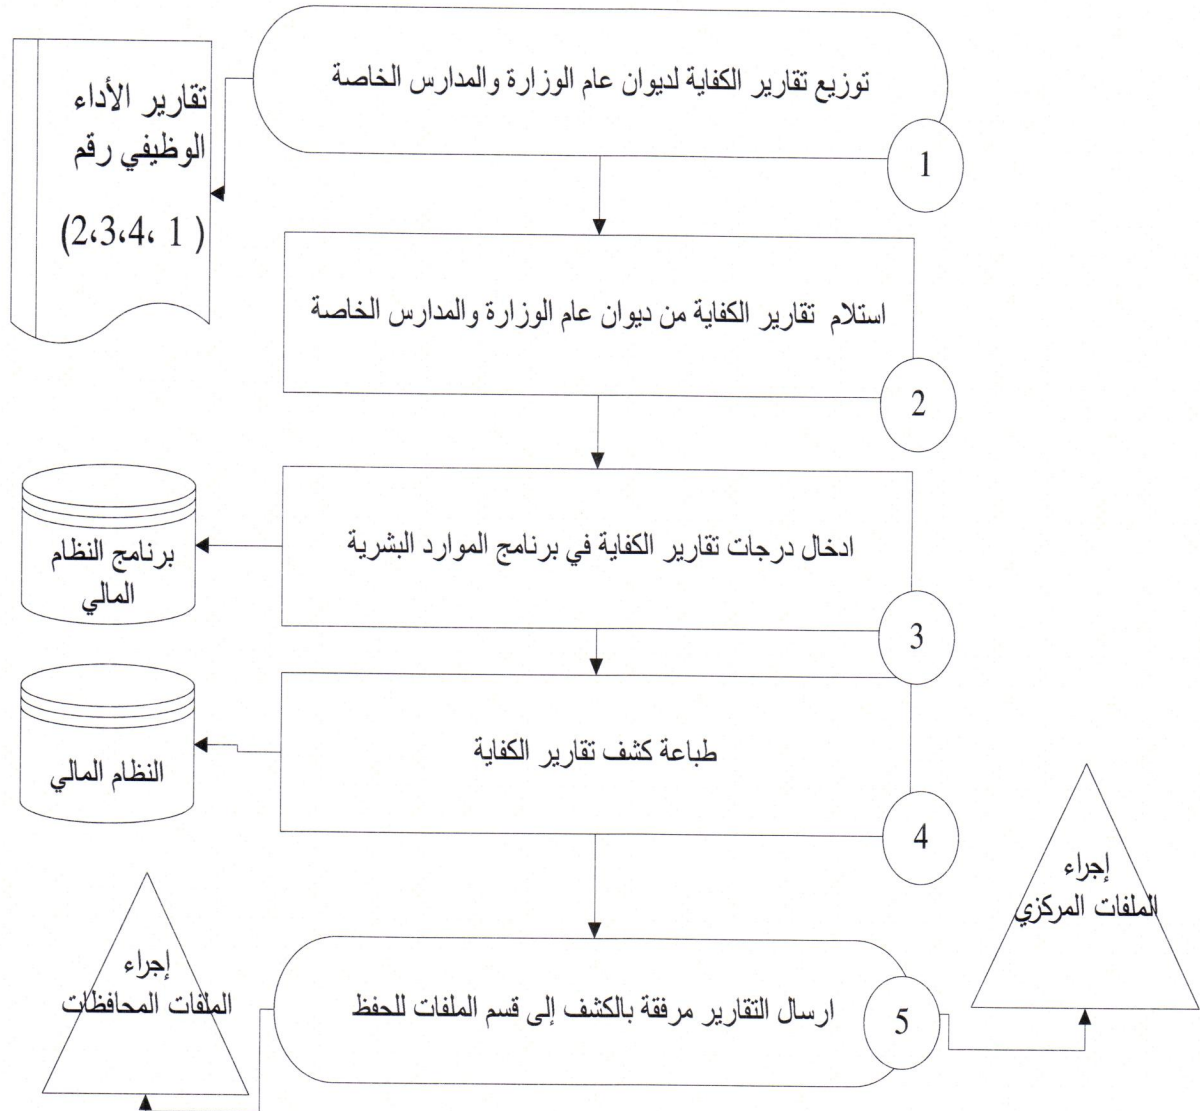 توزيع تقارير الكفاية لديوان عام الوزارة والمدارس الخاصة
1
تقارير الأداء
الوظيفي رقم
(2،3،4، 1 )
استلام تقارير الكفاية من ديوان عام الوزارة والمدارس الخاصة
2
ادخال درجات تقارير الكفاية في برنامج الموارد البشرية
3
برنامج النظام
المالي
طباعة كشف تقارير الكفاية
4
النظام المالي
إجراء
الملفات المركزي
ارسال التقارير مرفقة بالكشف إلى قسم الملفات للحفظ
5
إجراء
الملفات المحافظات